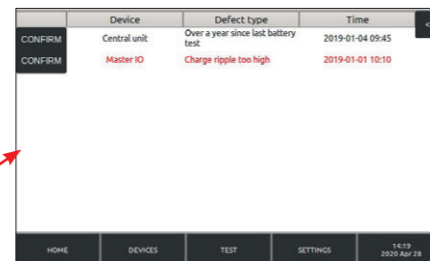 Device Defect type Time <
CONFIRM Central unit Over a year since last battery test 2019-01-04 09:45
CONFIRM Master IO Charge ripple too high 2019-01-01 10:10
HOME DEVICES TEST SETTINGS 14:19
2020 Apr 28